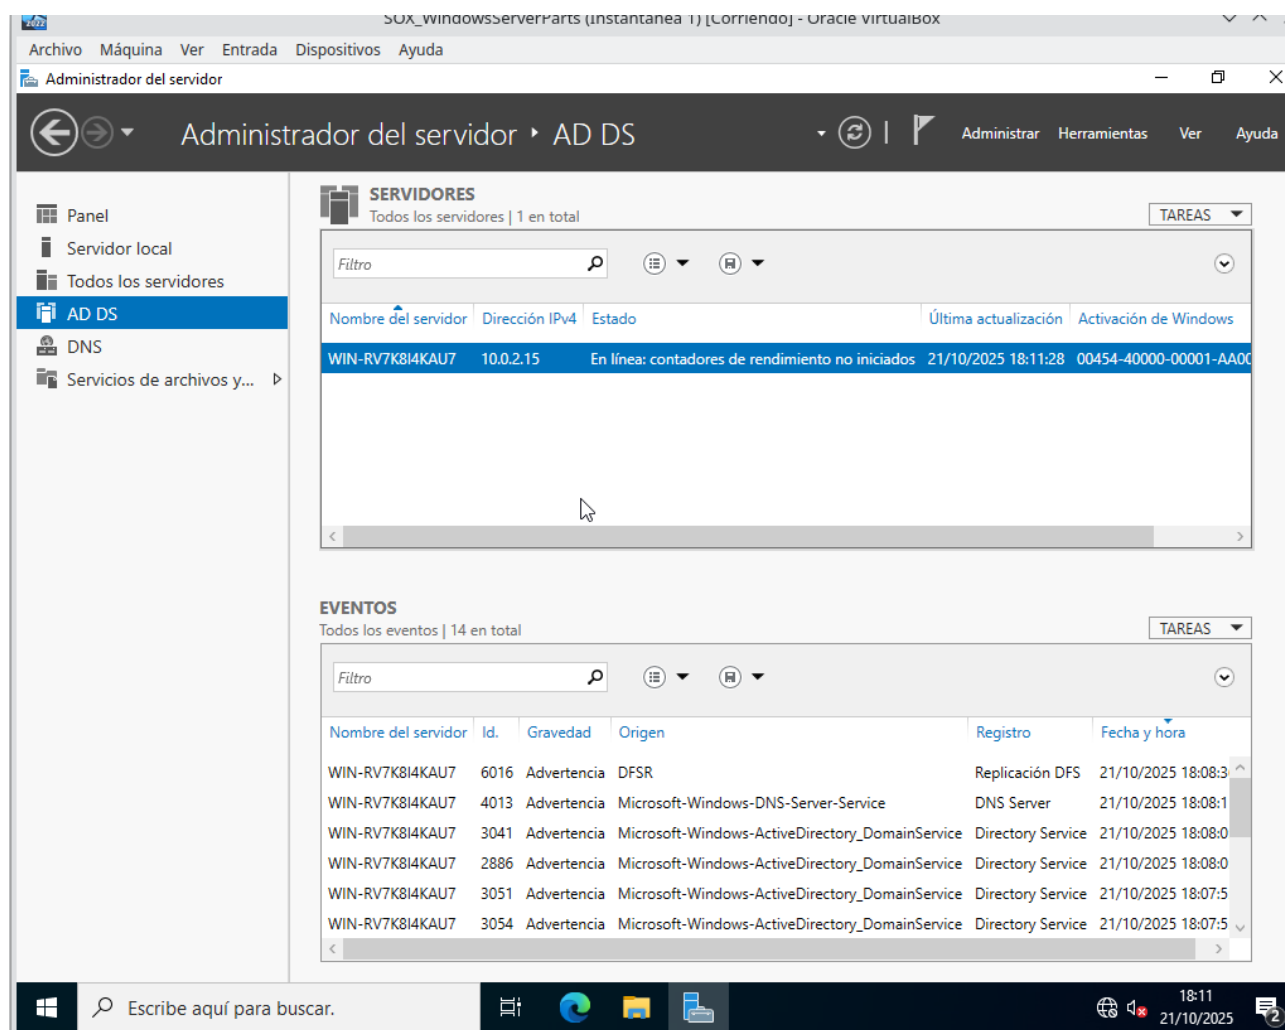 SOX_WindowsServerParts (Instantánea 1) [Corriendo] - Oracle VirtualBox
Archivo Máquina Ver Entrada Dispositivos Ayuda
Administrador del servidor
Administrador del servidor AD DS
Administrar Herramientas Ver Ayuda
Panel
Servidor local
Todos los servidores
AD DS
DNS
Servicios de archivos y...
SERVIDORES
Todos los servidores | 1 en total
TAREAS
Filtro
Nombre del servidor Dirección IPv4 Estado Última actualización Activación de Windows
WIN-RV7K8I4KAU7 10.0.2.15 En línea: contadores de rendimiento no iniciados 21/10/2025 18:11:28 00454-40000-00001-AA00
EVENTOS
Todos los eventos | 14 en total
TAREAS
Filtro
Nombre del servidor Id. Gravedad Origen Registro Fecha y hora
WIN-RV7K8I4KAU7 6016 Advertencia DFSR Replicación DFS 21/10/2025 18:08:3
WIN-RV7K8I4KAU7 4013 Advertencia Microsoft-Windows-DNS-Server-Service DNS Server 21/10/2025 18:08:1
WIN-RV7K8I4KAU7 3041 Advertencia Microsoft-Windows-ActiveDirectory_DomainService Directory Service 21/10/2025 18:08:0
WIN-RV7K8I4KAU7 2886 Advertencia Microsoft-Windows-ActiveDirectory_DomainService Directory Service 21/10/2025 18:08:0
WIN-RV7K8I4KAU7 3051 Advertencia Microsoft-Windows-ActiveDirectory_DomainService Directory Service 21/10/2025 18:07:5
WIN-RV7K8I4KAU7 3054 Advertencia Microsoft-Windows-ActiveDirectory_DomainService Directory Service 21/10/2025 18:07:5
Escribe aquí para buscar.
18:11
21/10/2025
2